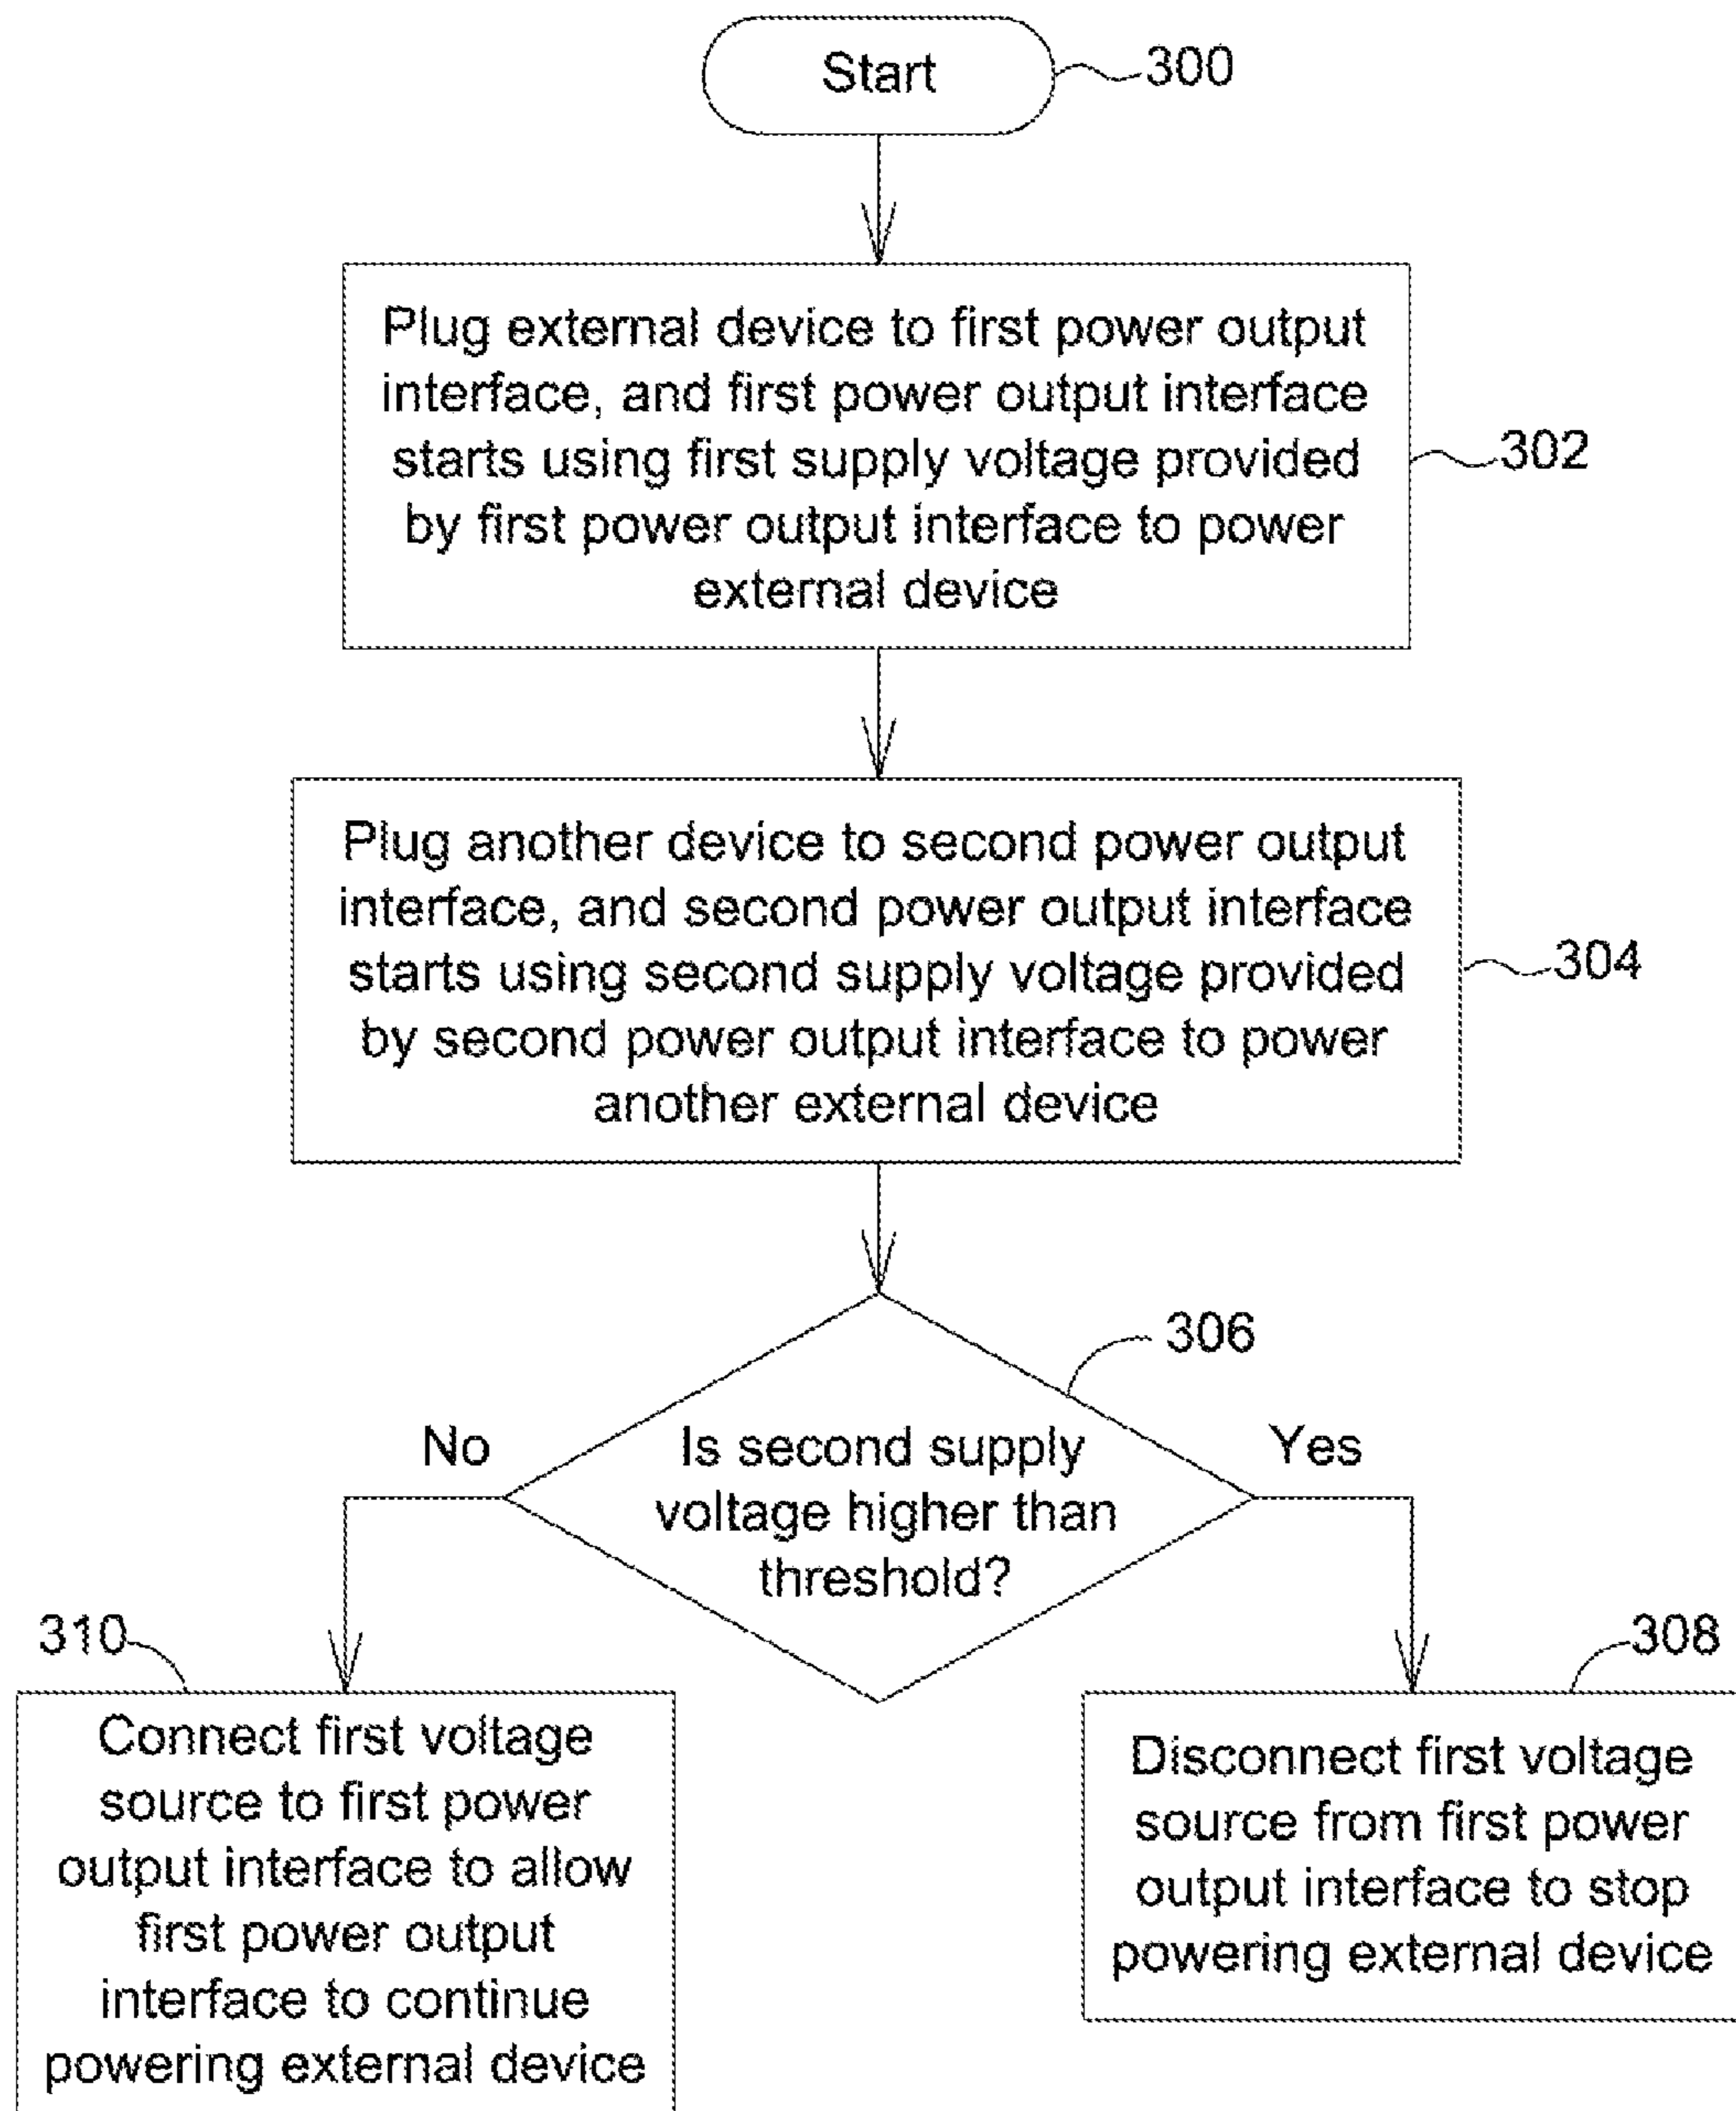 Start
300
Plug external device to first power output
interface, and first power output interface
starts using first supply voltage provided
by first power output interface to power
external device
302
Plug another device to second power output
interface, and second power output interface
starts using second supply voltage provided
by second power output interface to power
another external device
304
306
No
Is second supply
voltage higher than
threshold?
Yes
310
Connect first voltage
source to first power
output interface to allow
first power output
interface to continue
powering external device
308
Disconnect first voltage
source from first power
output interface to stop
powering external device